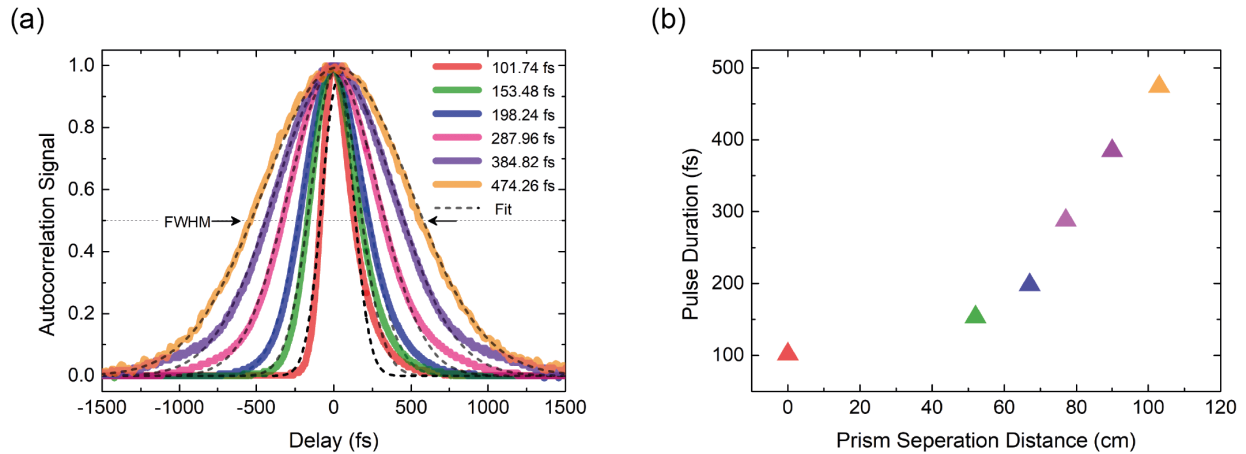 (a)
1.0
0.8
0.6
0.4
0.2
0.0
Autocorrelation Signal
101.74 fs
153.48 fs
198.24 fs
287.96 fs
384.82 fs
474.26 fs
Fit
FWHM
-1500 -1000 -500 0 500 1000 1500
Delay (fs)
(b)
500
400
300
200
100
Pulse Duration (fs)
0 20 40 60 80 100 120
Prism Seperation Distance (cm)